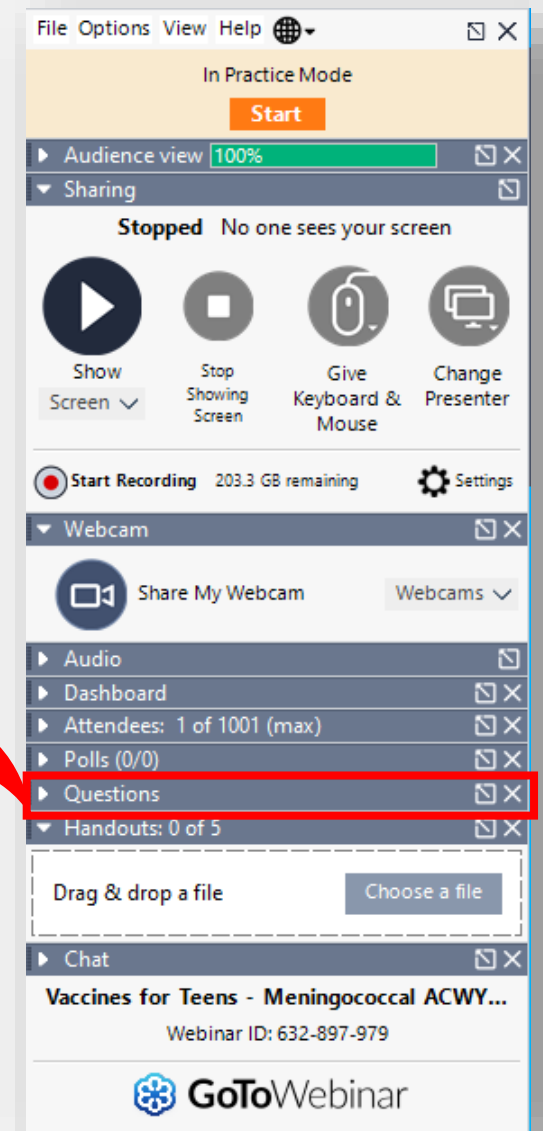 File Options View Help
In Practice Mode
Start
Audience view 100%
Sharing
Stopped No one sees your screen
Show
Screen
Stop
Showing
Screen
Give
Keyboard &
Mouse
Change
Presenter
Start Recording 203.3 GB remaining Settings
Webcam
Share My Webcam Webcams
Audio
Dashboard
Attendees: 1 of 1001 (max)
Polls (0/0)
Questions
Handouts: 0 of 5
Drag & drop a file Choose a file
Chat
Vaccines for Teens - Meningococcal ACWY...
Webinar ID: 632-897-979
GoToWebinar